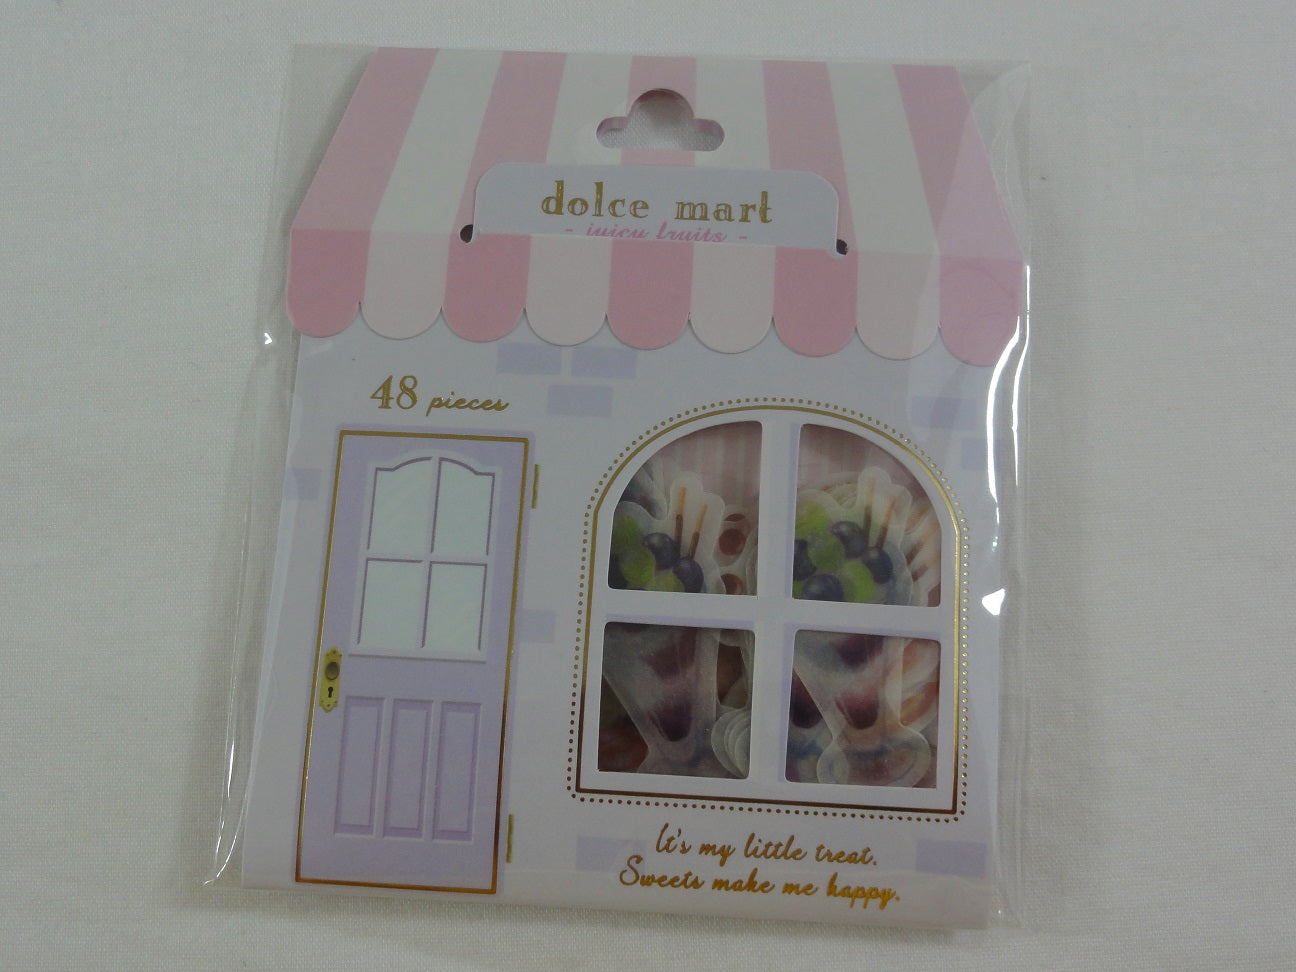 dolce mart
- juicy fruits -
48 pieces
It's my little treat.
Sweets make me happy.